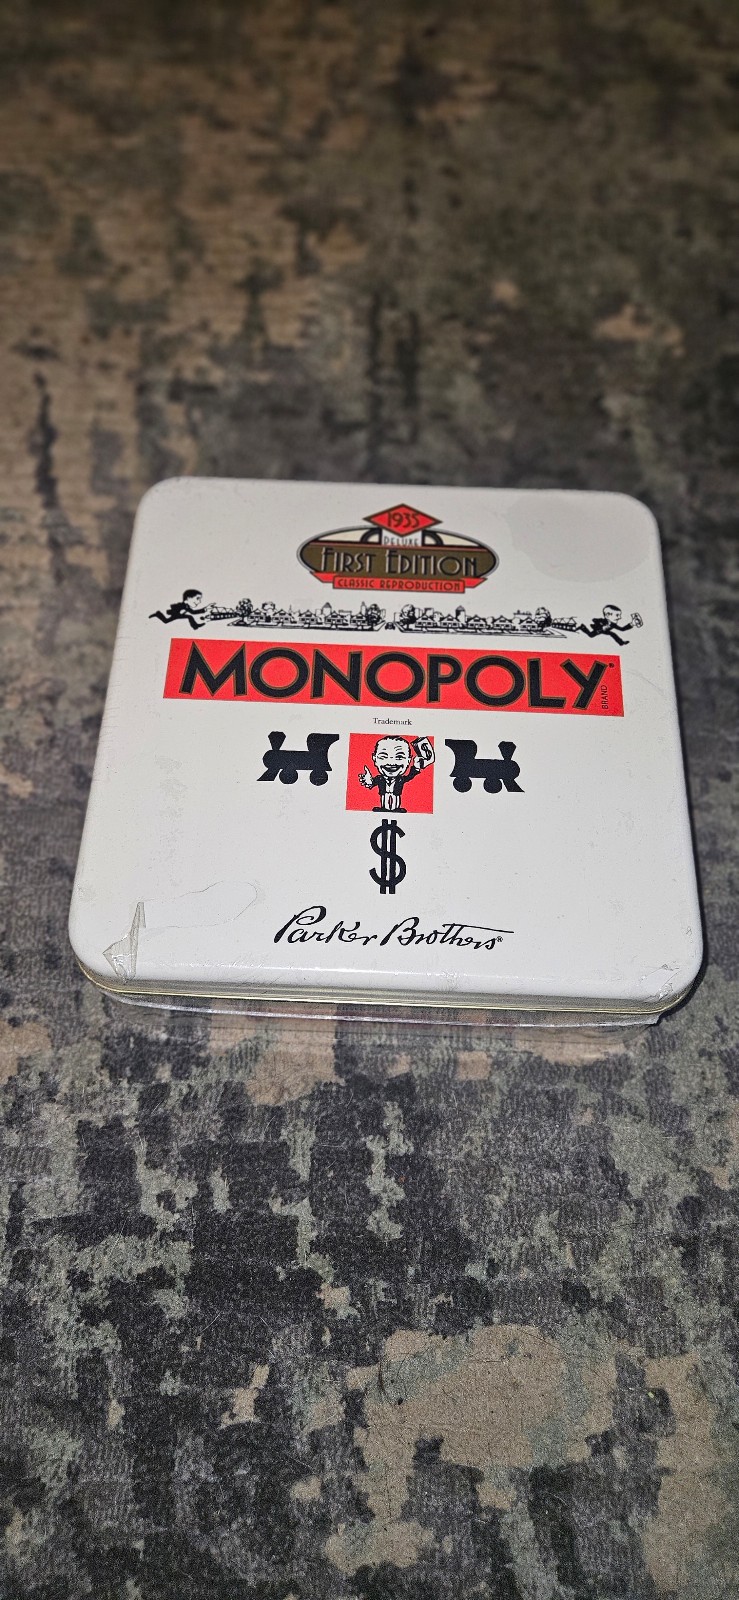 1935
DELUXE
FIRST EDITION
CLASSIC REPRODUCTION
MONOPOLY®
BRAND
Trademark
$
$
Parker Brothers®